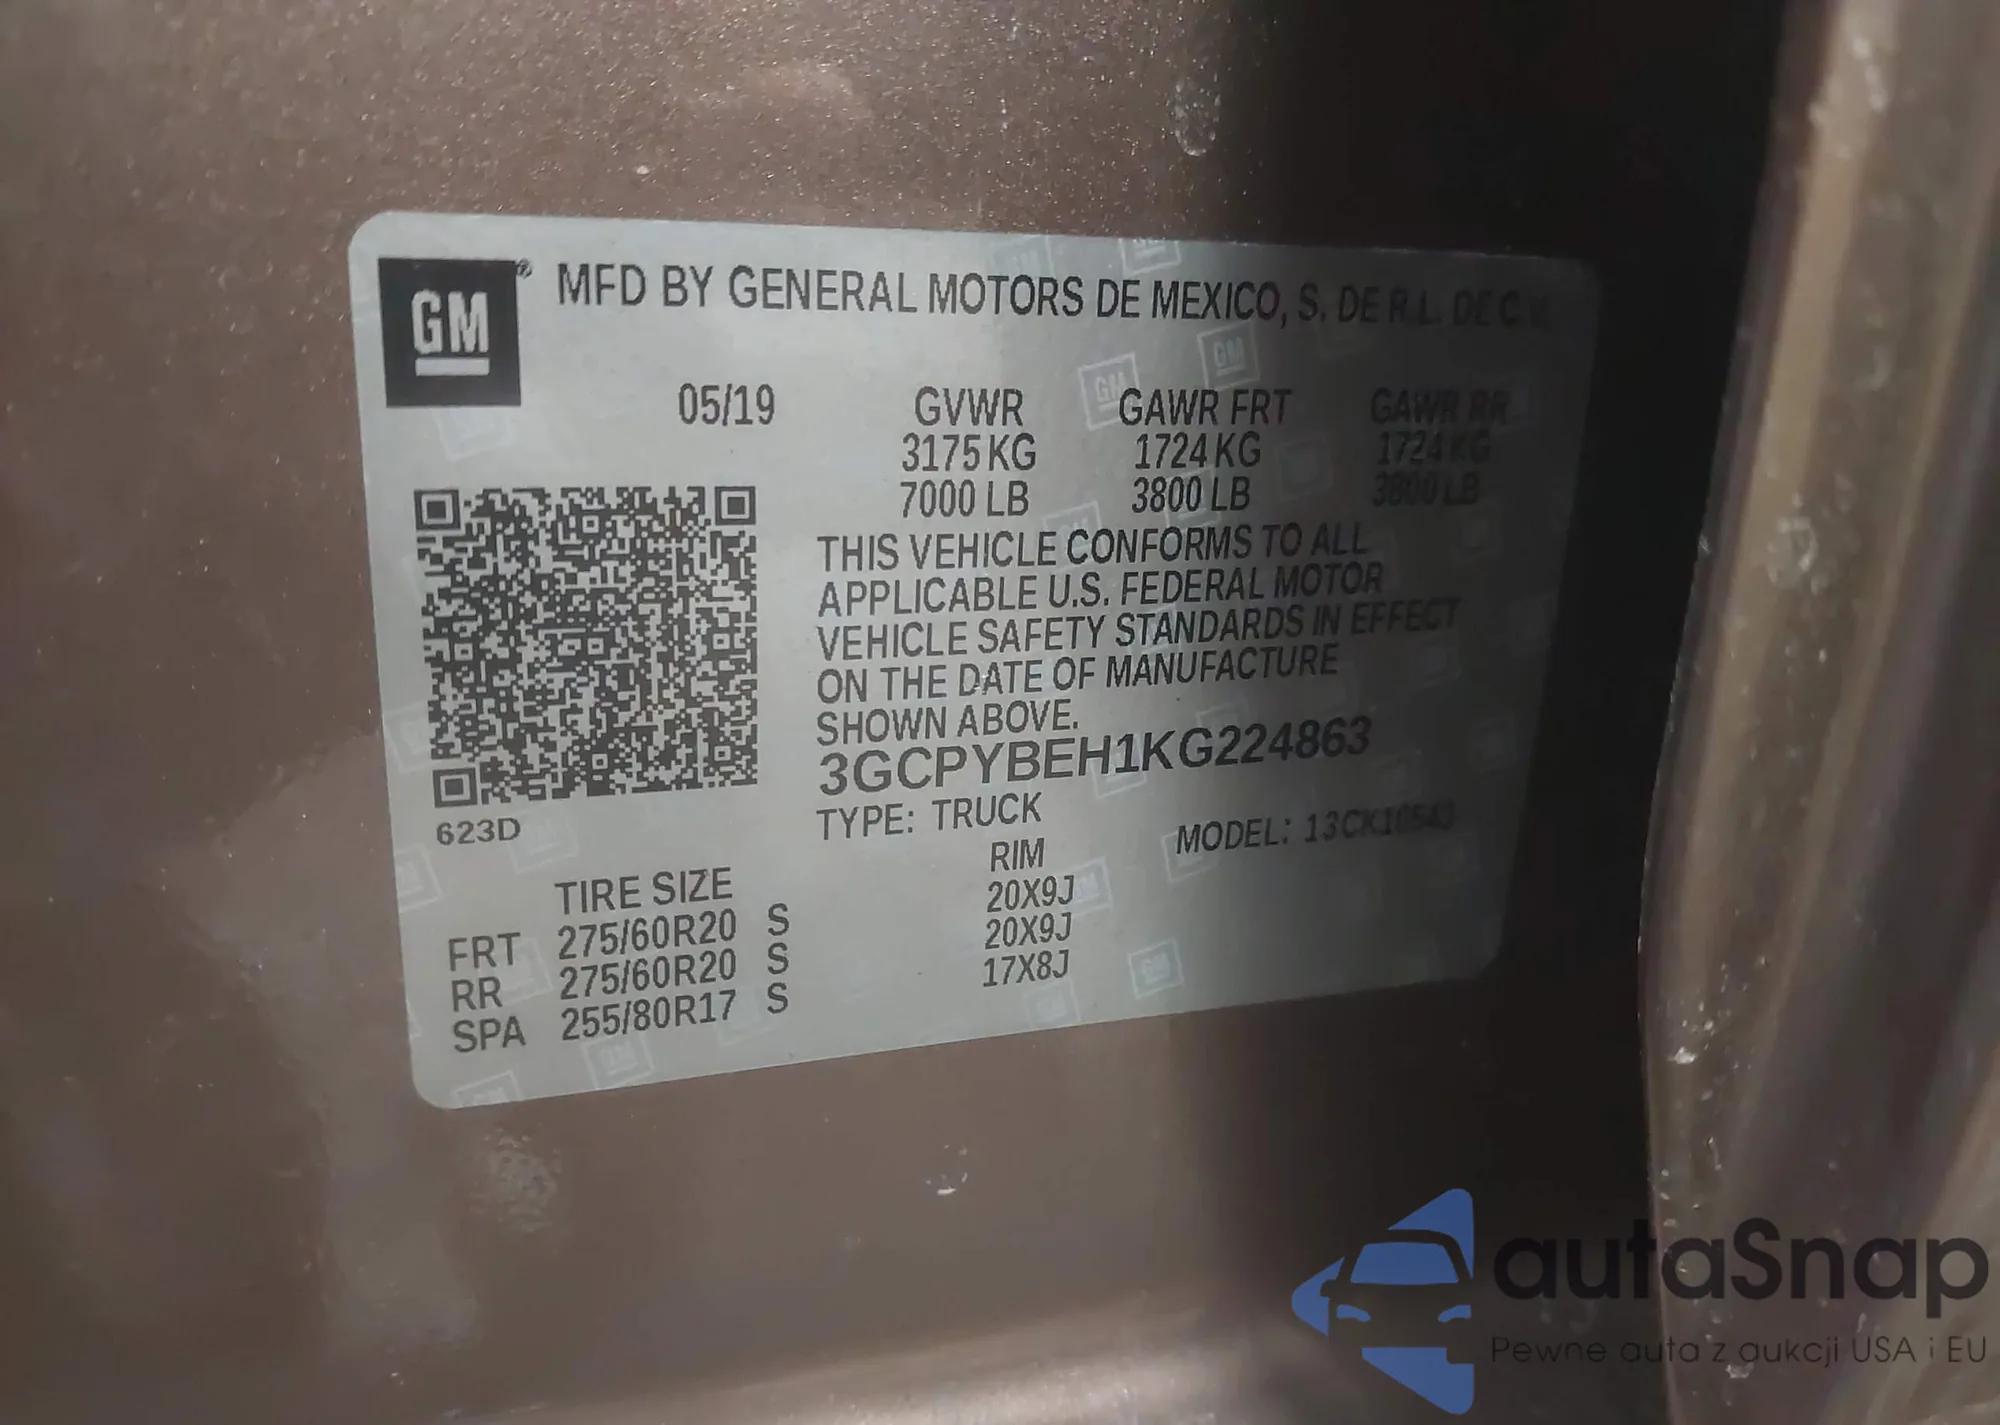 GM® MFD BY GENERAL MOTORS DE MEXICO, S. DE R.L. DE C.V.
05/19 GVWR GAWR FRT GAWR RR
3175 KG 1724 KG 1724 KG
7000 LB 3800 LB 3800 LB
THIS VEHICLE CONFORMS TO ALL
APPLICABLE U.S. FEDERAL MOTOR
VEHICLE SAFETY STANDARDS IN EFFECT
ON THE DATE OF MANUFACTURE
SHOWN ABOVE.
3GCPYBEH1KG224863
623D
TYPE: TRUCK MODEL: 13CK10543
TIRE SIZE RIM
FRT 275/60R20 S 20X9J
RR 275/60R20 S 20X9J
SPA 255/80R17 S 17X8J
autaSnap
Pewne auta z aukcji USA i EU